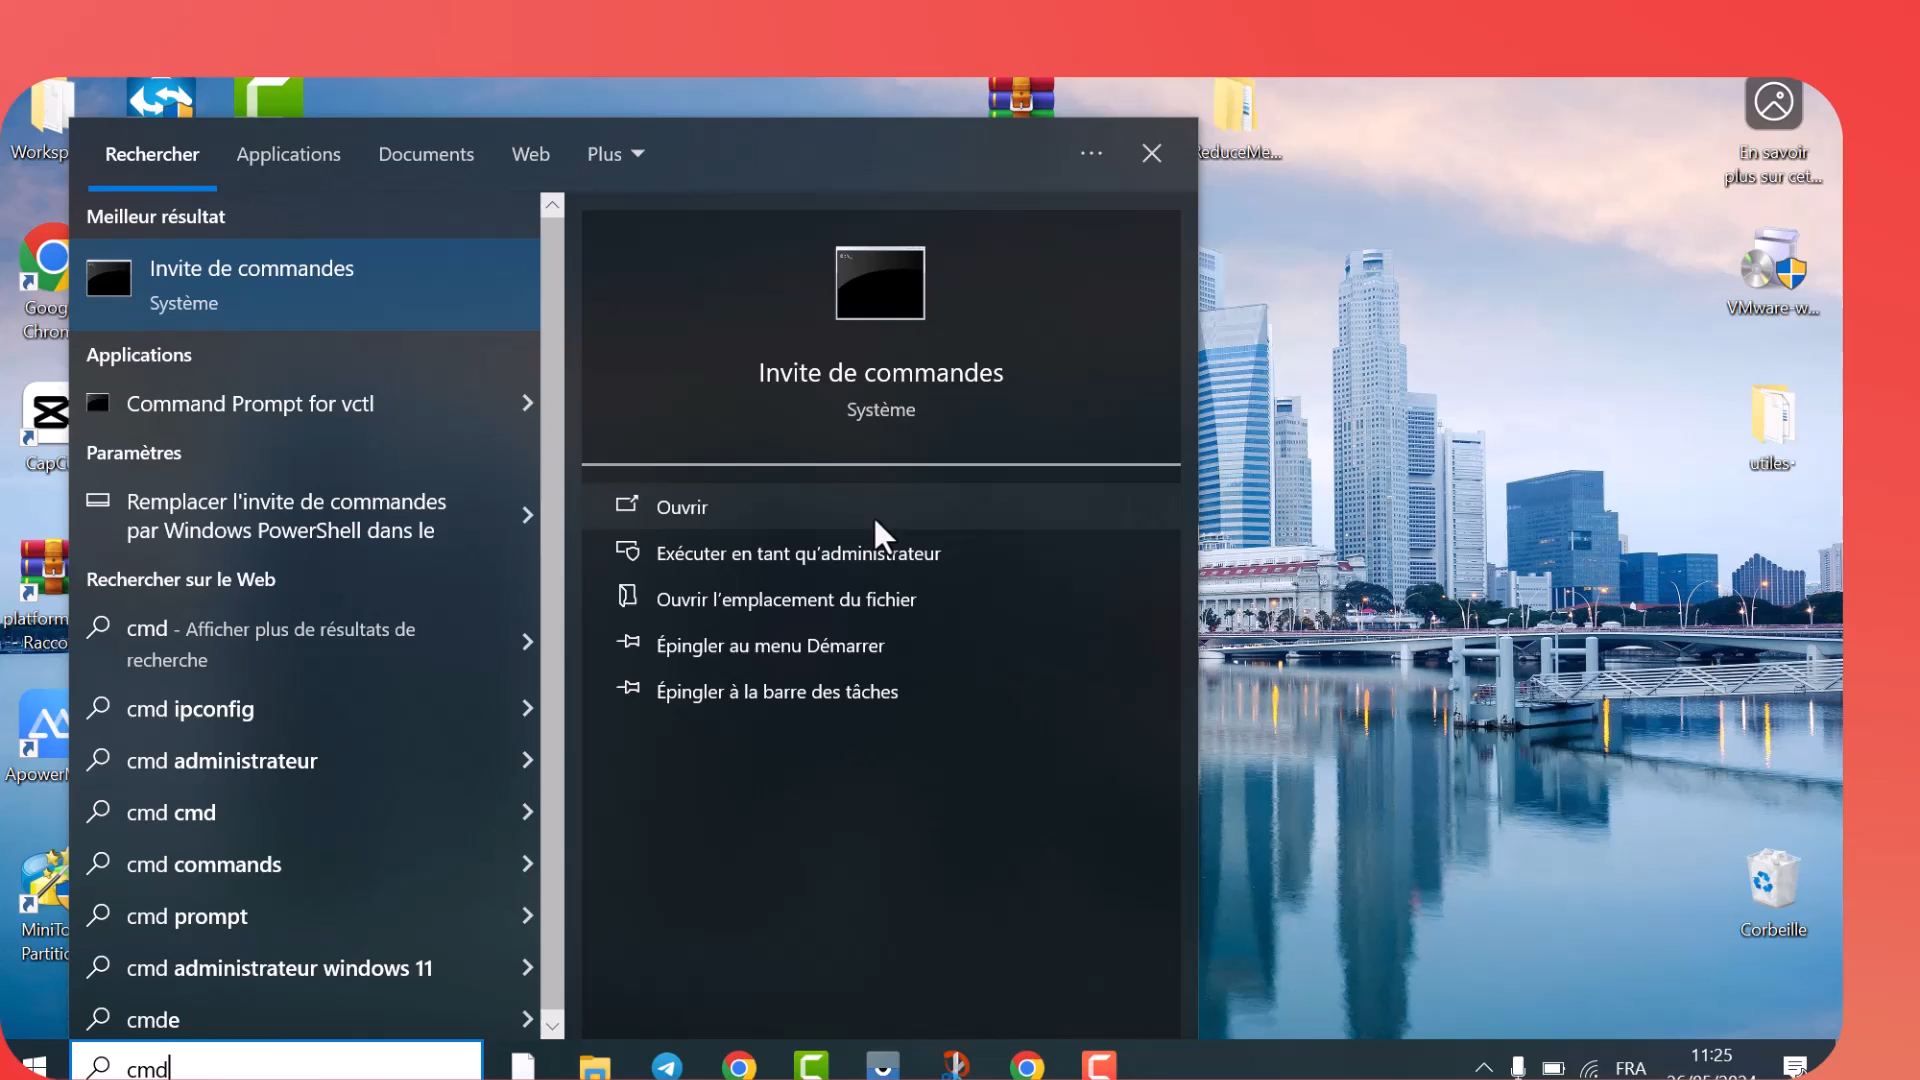 Rechercher Applications Documents Web Plus
Meilleur résultat
Invite de commandes
Système
Applications
Command Prompt for vctl
Paramètres
Remplacer l'invite de commandes
par Windows PowerShell dans le
Rechercher sur le Web
cmd - Afficher plus de résultats de
recherche
cmd ipconfig
cmd administrateur
cmd cmd
cmd commands
cmd prompt
cmd administrateur windows 11
cmde
cmd
Invite de commandes
Système
Ouvrir
Exécuter en tant qu'administrateur
Ouvrir l'emplacement du fichier
Épingler au menu Démarrer
Épingler à la barre des tâches
Worksp
Goog
Chrom
CapC
platform
Racco
ApowerM
MiniTo
Partitic
ReduceMe...
En savoir
plus sur cet...
VMware-w...
utiles-
Corbeille
FRA
11:25
26/05/2024